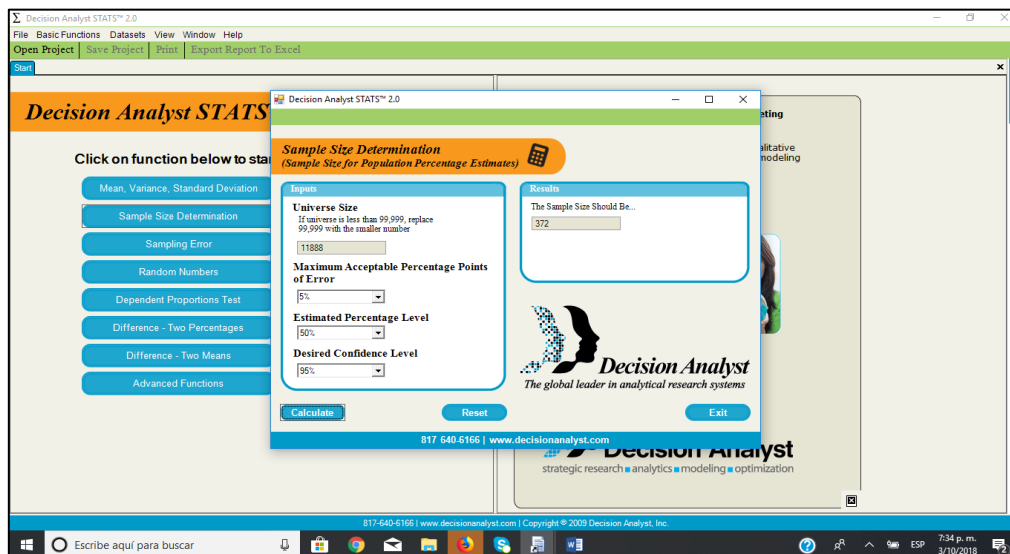 Σ Decision Analyst STATS™ 2.0
File Basic Functions Datasets View Window Help
Open Project Save Project Print Export Report To Excel
Start
Decision Analyst STATS
Click on function below to sta
Mean, Variance, Standard Deviation
Sample Size Determination
Sampling Error
Random Numbers
Dependent Proportions Test
Difference - Two Percentages
Difference - Two Means
Advanced Functions
Decision Analyst STATS™ 2.0
Sample Size Determination
(Sample Size for Population Percentage Estimates)
Inputs
Universe Size
If universe is less than 99,999, replace
99,999 with the smaller number
11888
Maximum Acceptable Percentage Points
of Error
5%
Estimated Percentage Level
50%
Desired Confidence Level
95%
Results
The Sample Size Should Be...
372
Decision Analyst
The global leader in analytical research systems
Calculate Reset Exit
817 640-6166 | www.decisionanalyst.com
eting
alitative
modeling
Decision Analyst
strategic research ■ analytics ■ modeling ■ optimization
817-640-6166 | www.decisionanalyst.com | Copyright © 2009 Decision Analyst, Inc.
Escribe aquí para buscar
ESP
7:34 p. m.
3/10/2018